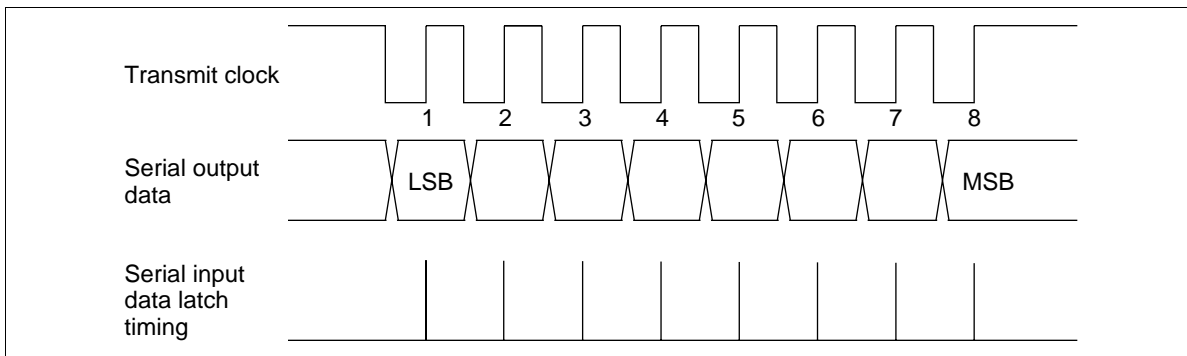 Transmit clock
1 2 3 4 5 6 7 8
Serial output
data
LSB MSB
Serial input
data latch
timing